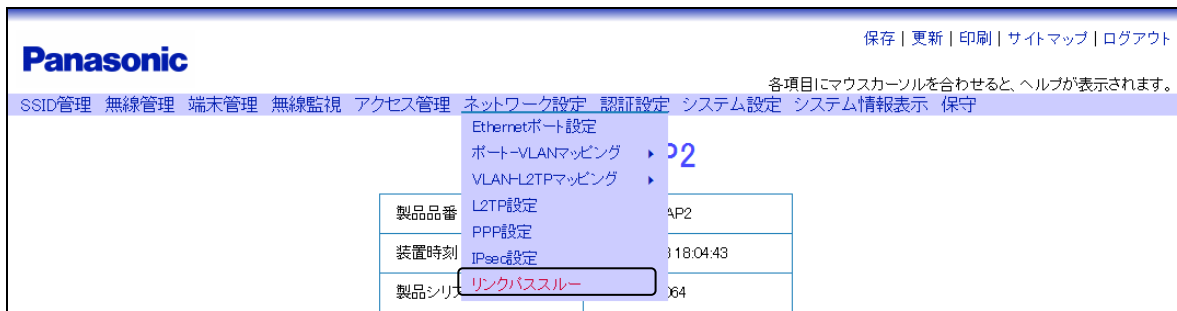 保存 | 更新 | 印刷 | サイトマップ | ログアウト
Panasonic
各項目にマウスカーソルを合わせると、ヘルプが表示されます。
SSID管理 無線管理 端末管理 無線監視 アクセス管理 ネットワーク設定 認証設定 システム設定 システム情報表示 保守
Ethernetポート設定
ポート-VLANマッピング
P2
VLAN-L2TPマッピング
L2TP設定
製品品番
AP2
PPP設定
装置時刻
18:04:43
IPsec設定
リンクパススルー
製品シリ
064